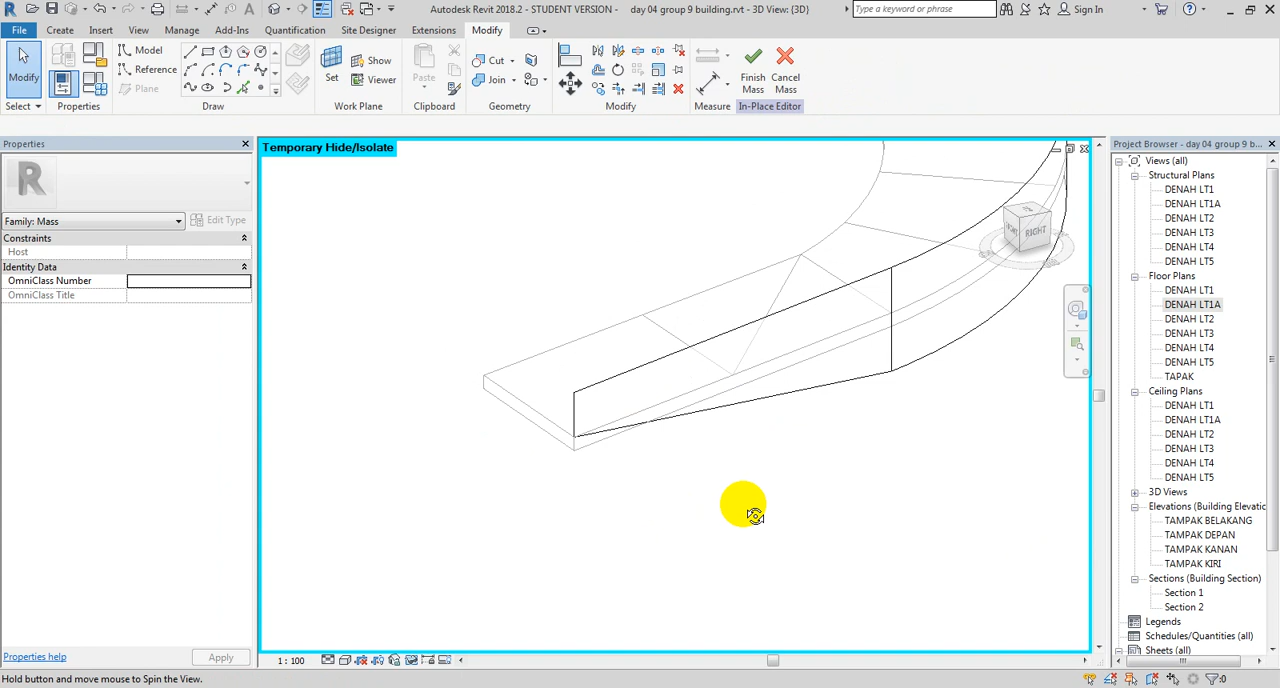 Autodesk Revit 2018.2 - STUDENT VERSION - day 04 group 9 building.rvt - 3D View: {3D}
Type a keyword or phrase
Sign In
File Create Insert View Manage Add-Ins Quantification Site Designer Extensions Modify
Modify
Model
Reference
Plane
Set
Show
Viewer
Paste
Cut
Join
Finish Mass
Cancel Mass
Select Properties Draw Work Plane Clipboard Geometry Modify Measure In-Place Editor
Properties
Family: Mass
Edit Type
Constraints
Host
Identity Data
OmniClass Number
OmniClass Title
Properties help
Apply
Temporary Hide/Isolate
RIGHT
1 : 100
Project Browser - day 04 group 9 b...
Views (all)
Structural Plans
DENAH LT1
DENAH LT1A
DENAH LT2
DENAH LT3
DENAH LT4
DENAH LT5
Floor Plans
DENAH LT1
DENAH LT1A
DENAH LT2
DENAH LT3
DENAH LT4
DENAH LT5
TAPAK
Ceiling Plans
DENAH LT1
DENAH LT1A
DENAH LT2
DENAH LT3
DENAH LT4
DENAH LT5
3D Views
Elevations (Building Elevatic
TAMPAK BELAKANG
TAMPAK DEPAN
TAMPAK KANAN
TAMPAK KIRI
Sections (Building Section)
Section 1
Section 2
Legends
Schedules/Quantities (all)
Sheets (all)
Hold button and move mouse to Spin the View.
:0